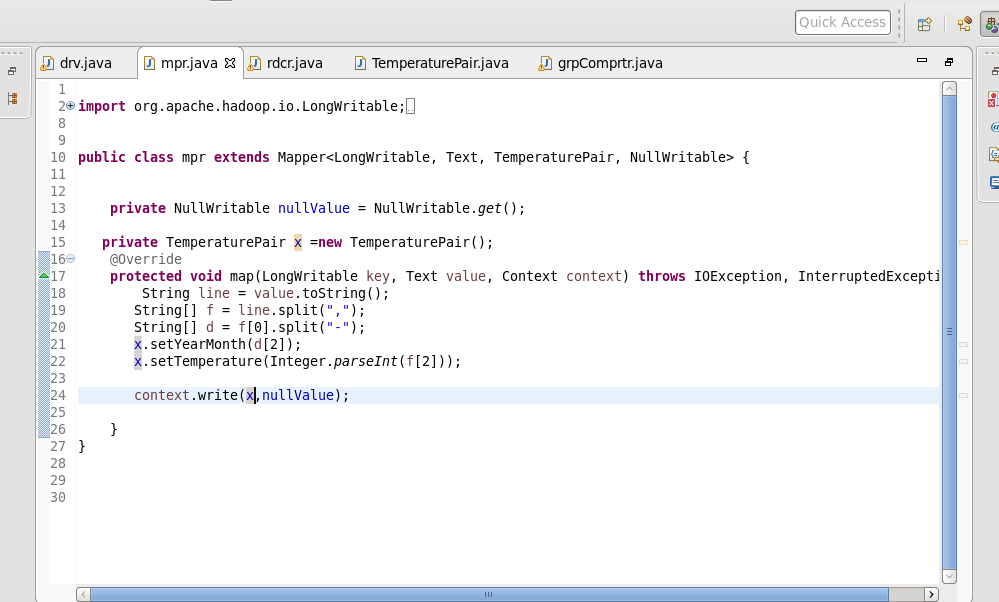 Quick Access
drv.java mpr.java rdcr.java TemperaturePair.java grpComprtr.java
1
2 import org.apache.hadoop.io.LongWritable;
8
9
10 public class mpr extends Mapper<LongWritable, Text, TemperaturePair, NullWritable> {
11
12
13 private NullWritable nullValue = NullWritable.get();
14
15 private TemperaturePair x =new TemperaturePair();
16 @Override
17 protected void map(LongWritable key, Text value, Context context) throws IOException, InterruptedExcepti
18 String line = value.toString();
19 String[] f = line.split(",");
20 String[] d = f[0].split("-");
21 x.setYearMonth(d[2]);
22 x.setTemperature(Integer.parseInt(f[2]));
23
24 context.write(x,nullValue);
25
26 }
27 }
28
29
30